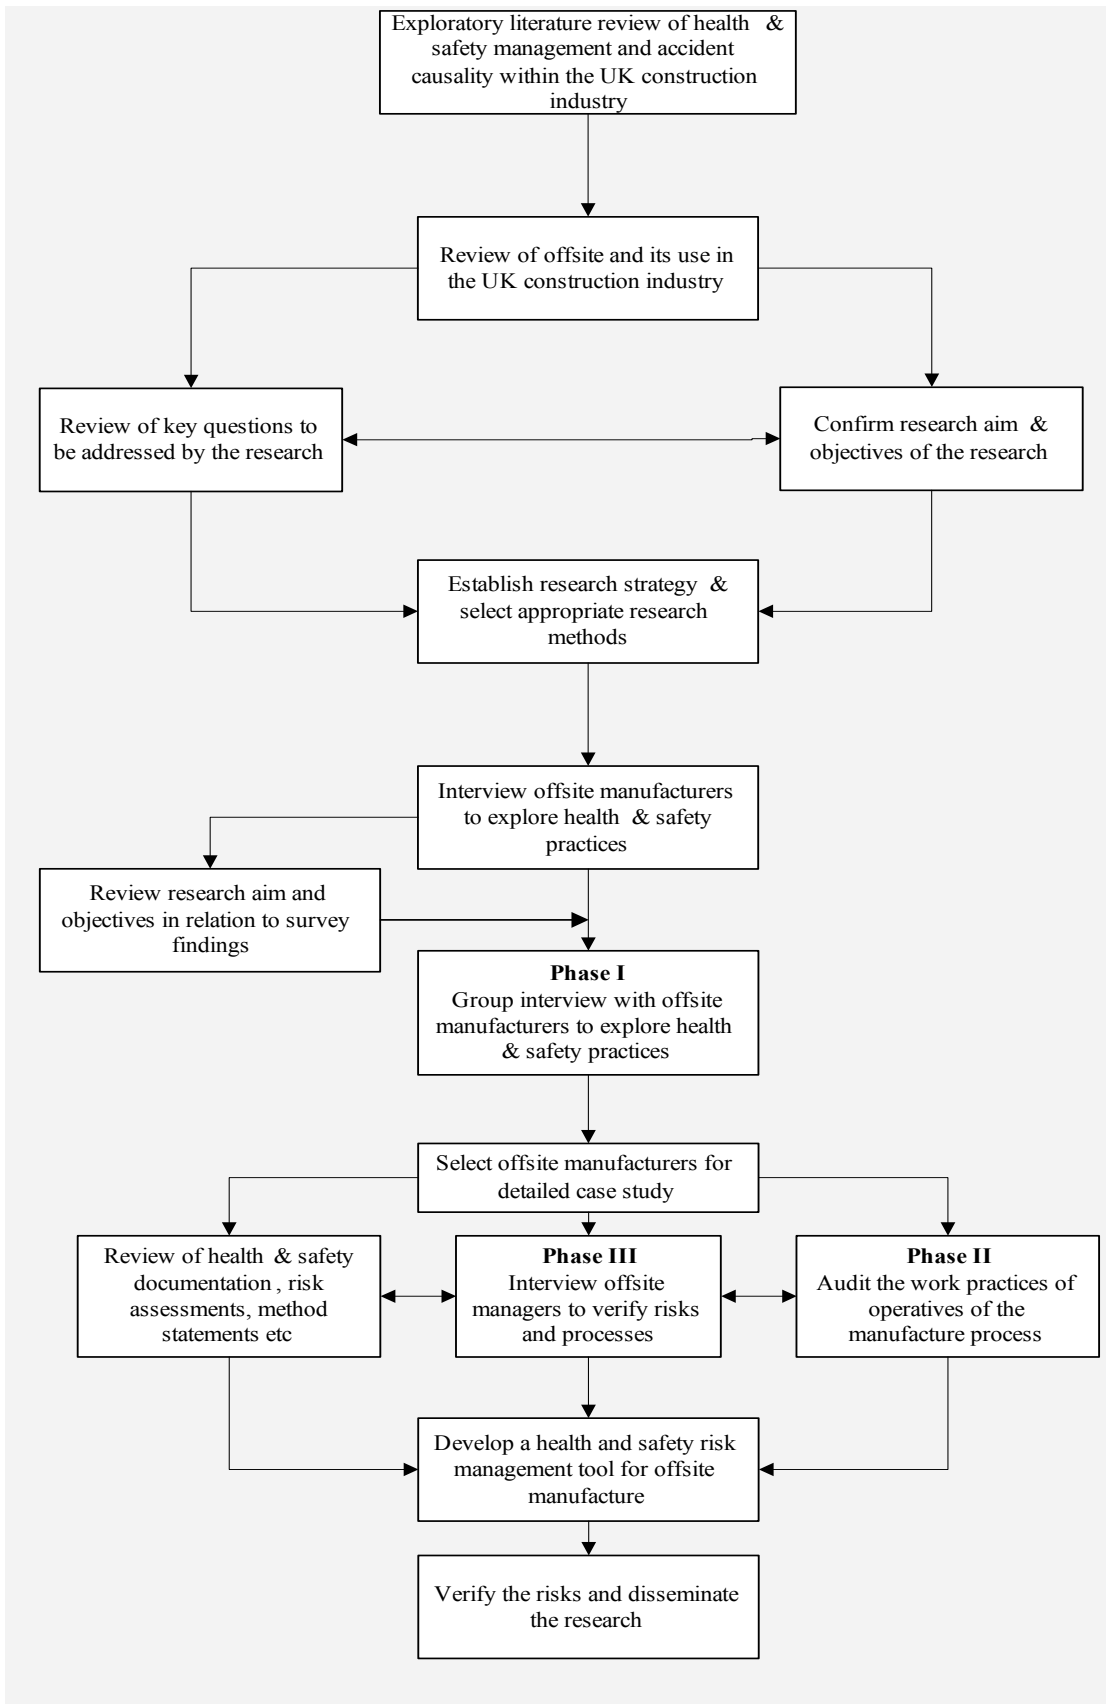 Exploratory literature review of health & 
safety management and accident
causality within the UK construction
industry
Review of offsite and its use in
the UK construction industry
Review of key questions to
be addressed by the research
Confirm research aim &
objectives of the research
Establish research strategy &
select appropriate research
methods
Interview offsite manufacturers
to explore health & safety
practices
Review research aim and
objectives in relation to survey
findings
Phase I
Group interview with offsite
manufacturers to explore health
& safety practices
Select offsite manufacturers for
detailed case study
Review of health & safety
documentation, risk
assessments, method
statements etc
Phase III
Interview offsite
managers to verify risks
and processes
Phase II
Audit the work practices of
operatives of the
manufacture process
Develop a health and safety risk
management tool for offsite
manufacture
Verify the risks and disseminate
the research